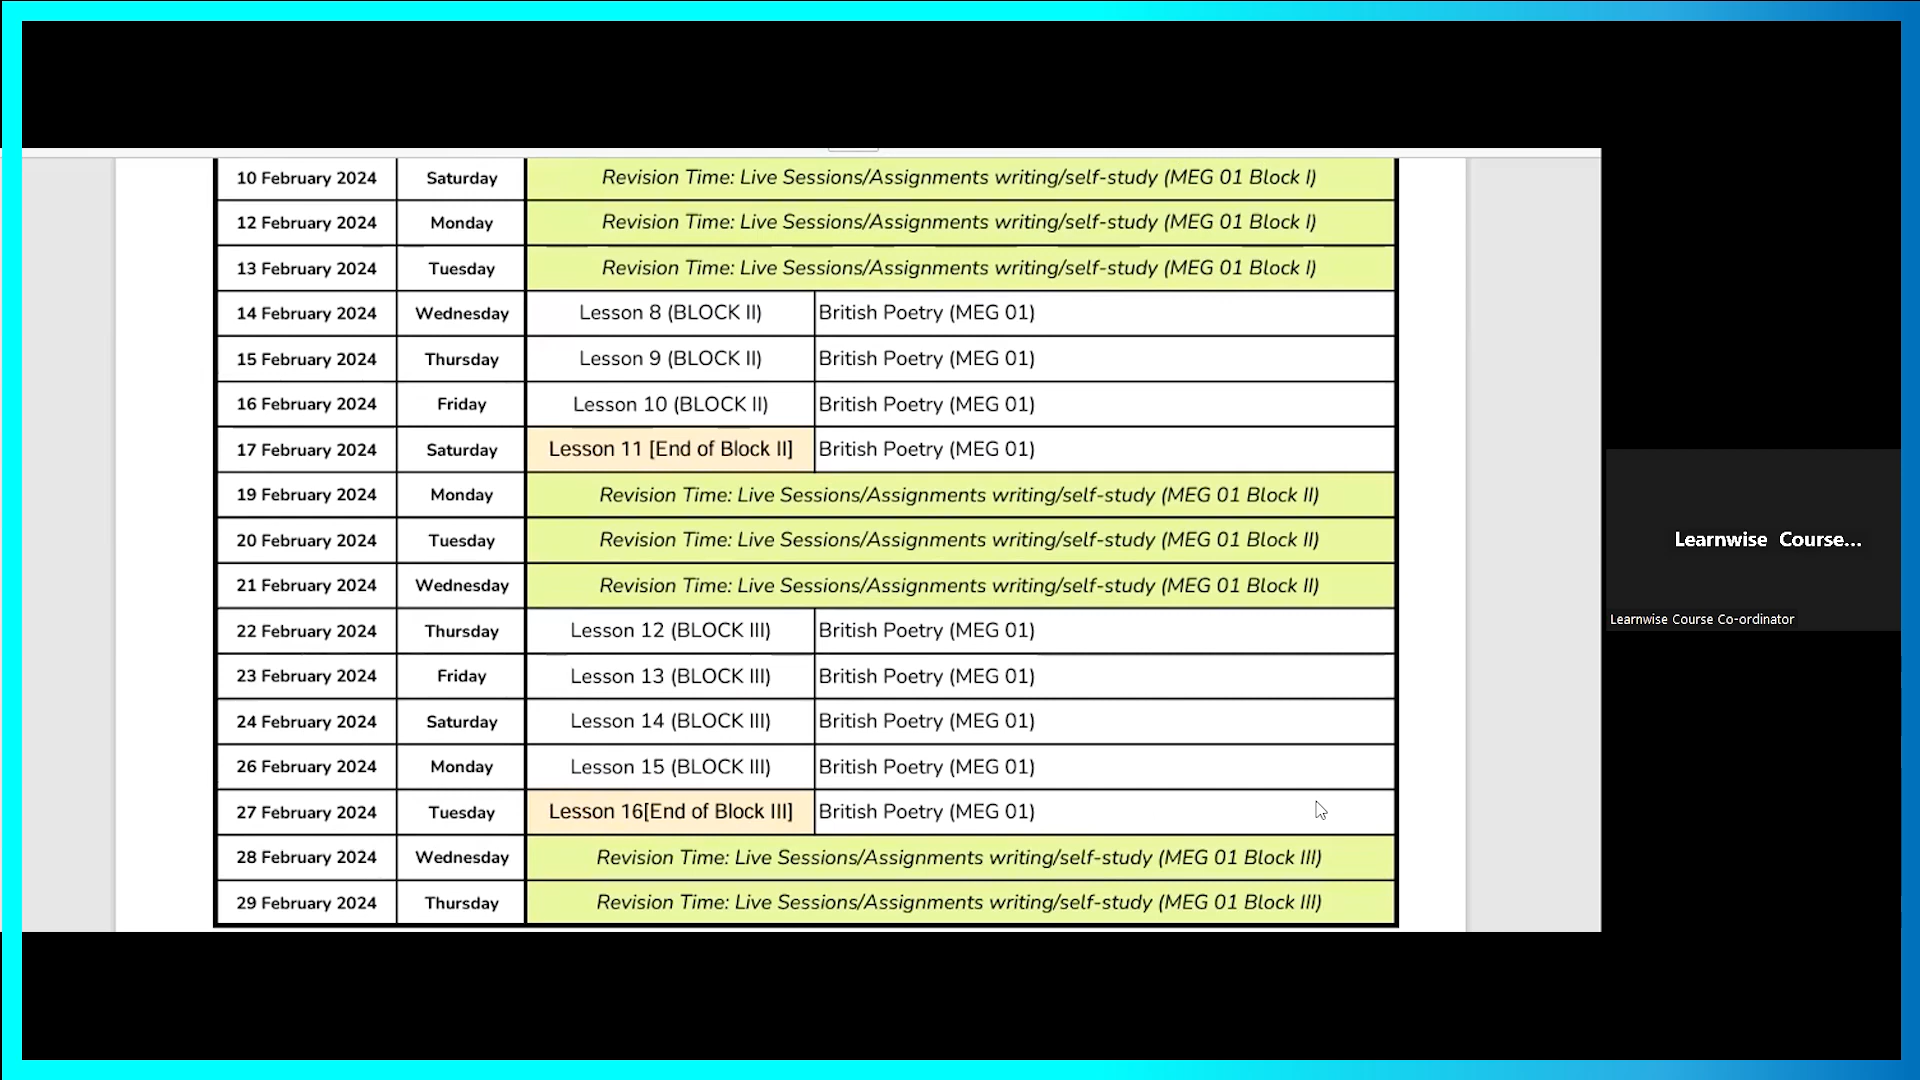 10 February 2024 Saturday Revision Time: Live Sessions/Assignments writing/self-study (MEG 01 Block I)
12 February 2024 Monday Revision Time: Live Sessions/Assignments writing/self-study (MEG 01 Block I)
13 February 2024 Tuesday Revision Time: Live Sessions/Assignments writing/self-study (MEG 01 Block I)
14 February 2024 Wednesday Lesson 8 (BLOCK II) British Poetry (MEG 01)
15 February 2024 Thursday Lesson 9 (BLOCK II) British Poetry (MEG 01)
16 February 2024 Friday Lesson 10 (BLOCK II) British Poetry (MEG 01)
17 February 2024 Saturday Lesson 11 [End of Block II] British Poetry (MEG 01)
19 February 2024 Monday Revision Time: Live Sessions/Assignments writing/self-study (MEG 01 Block II)
20 February 2024 Tuesday Revision Time: Live Sessions/Assignments writing/self-study (MEG 01 Block II)
21 February 2024 Wednesday Revision Time: Live Sessions/Assignments writing/self-study (MEG 01 Block II)
22 February 2024 Thursday Lesson 12 (BLOCK III) British Poetry (MEG 01)
23 February 2024 Friday Lesson 13 (BLOCK III) British Poetry (MEG 01)
24 February 2024 Saturday Lesson 14 (BLOCK III) British Poetry (MEG 01)
26 February 2024 Monday Lesson 15 (BLOCK III) British Poetry (MEG 01)
27 February 2024 Tuesday Lesson 16[End of Block III] British Poetry (MEG 01)
28 February 2024 Wednesday Revision Time: Live Sessions/Assignments writing/self-study (MEG 01 Block III)
29 February 2024 Thursday Revision Time: Live Sessions/Assignments writing/self-study (MEG 01 Block III)
Learnwise Course...
Learnwise Course Co-ordinator